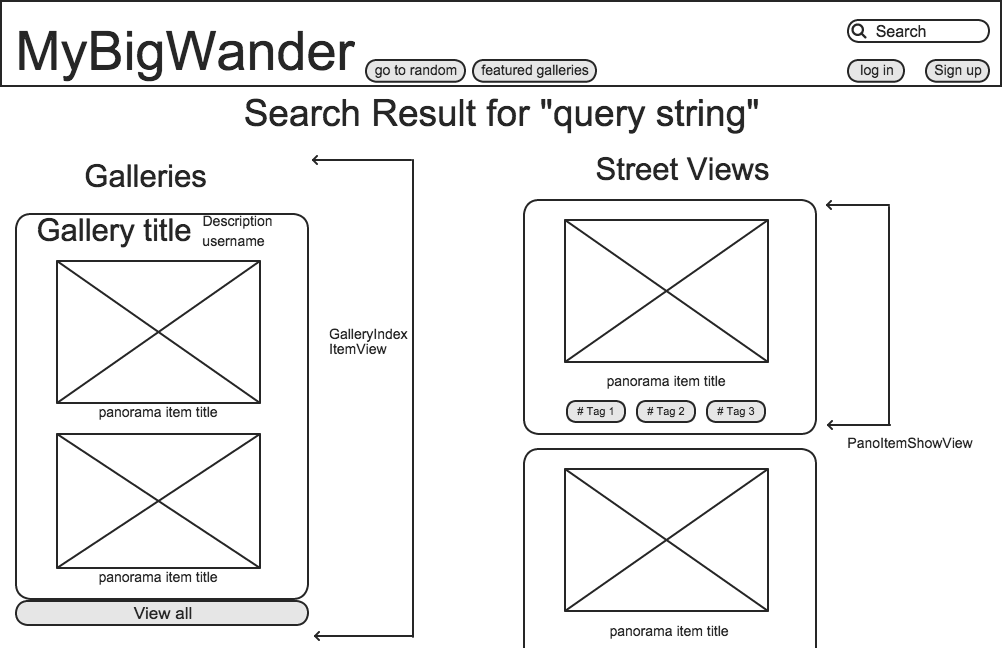 MyBigWander
go to random
featured galleries
Search
log in
Sign up
Search Result for "query string"
Galleries
Gallery title
Description
username
panorama item title
panorama item title
View all
GalleryIndex
ItemView
Street Views
panorama item title
# Tag 1
# Tag 2
# Tag 3
PanoItemShowView
panorama item title